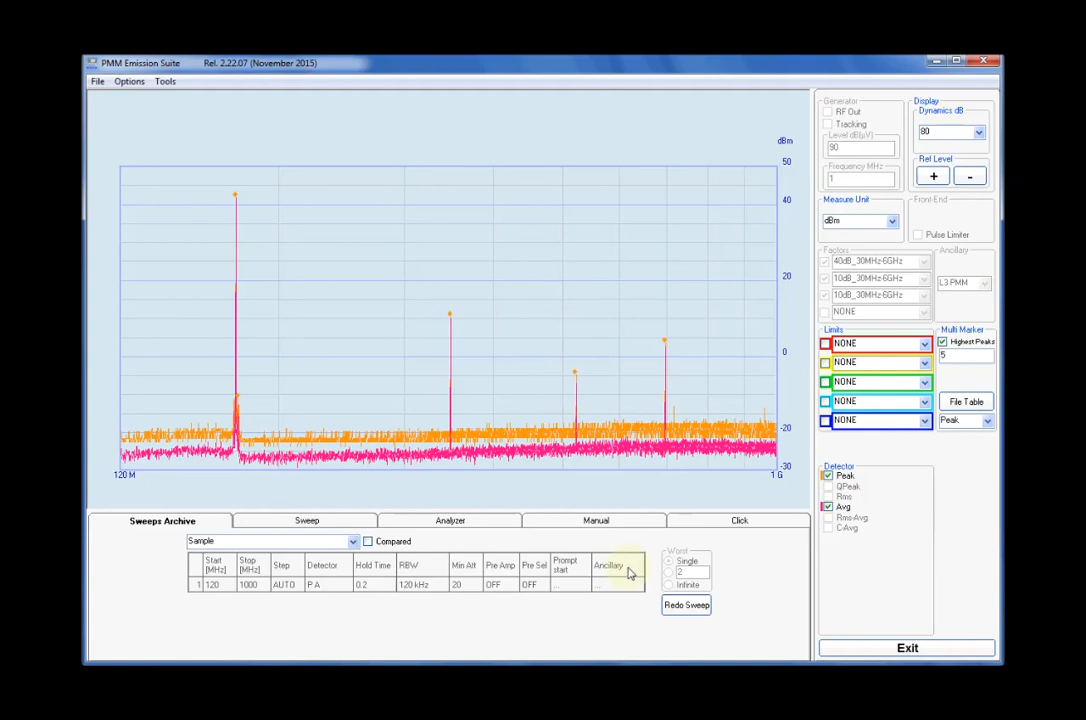 PMM Emission Suite Rel. 2.22.07 (November 2015)
File Options Tools
dBm
50
40
20
0
-20
-30
120 M
1 G
Generator
RF Out
Tracking
Level dB(µV)
90
Frequency MHz
1
Display
Dynamics dB
80
Ref Level
+ -
Measure Unit
dBm
Front-End
Pulse Limiter
Factors
40dB_30MHz-6GHz
10dB_30MHz-6GHz
10dB_30MHz-6GHz
NONE
Ancillary
L3 PMM
Limits
NONE
NONE
NONE
NONE
NONE
Multi Marker
Highest Peaks
5
File Table
Peak
Detector
Peak
QPeak
Rms
Avg
Rms-Avg
C-Avg
Exit
Sweeps Archive Sweep Analyzer Manual Click
Sample Compared
Start [MHz] Stop [MHz] Step Detector Hold Time RBW Min Att Pre Amp Pre Sel Prompt start Ancillary
1 120 1000 AUTO P A 0.2 120 kHz 20 OFF OFF ... ...
Worst
Single
2
Infinite
Redo Sweep